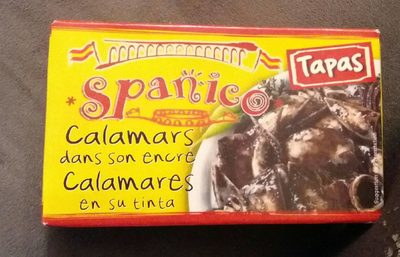 Tapas
Spanico
Calamars
dans son encre
Calamares
en su tinta